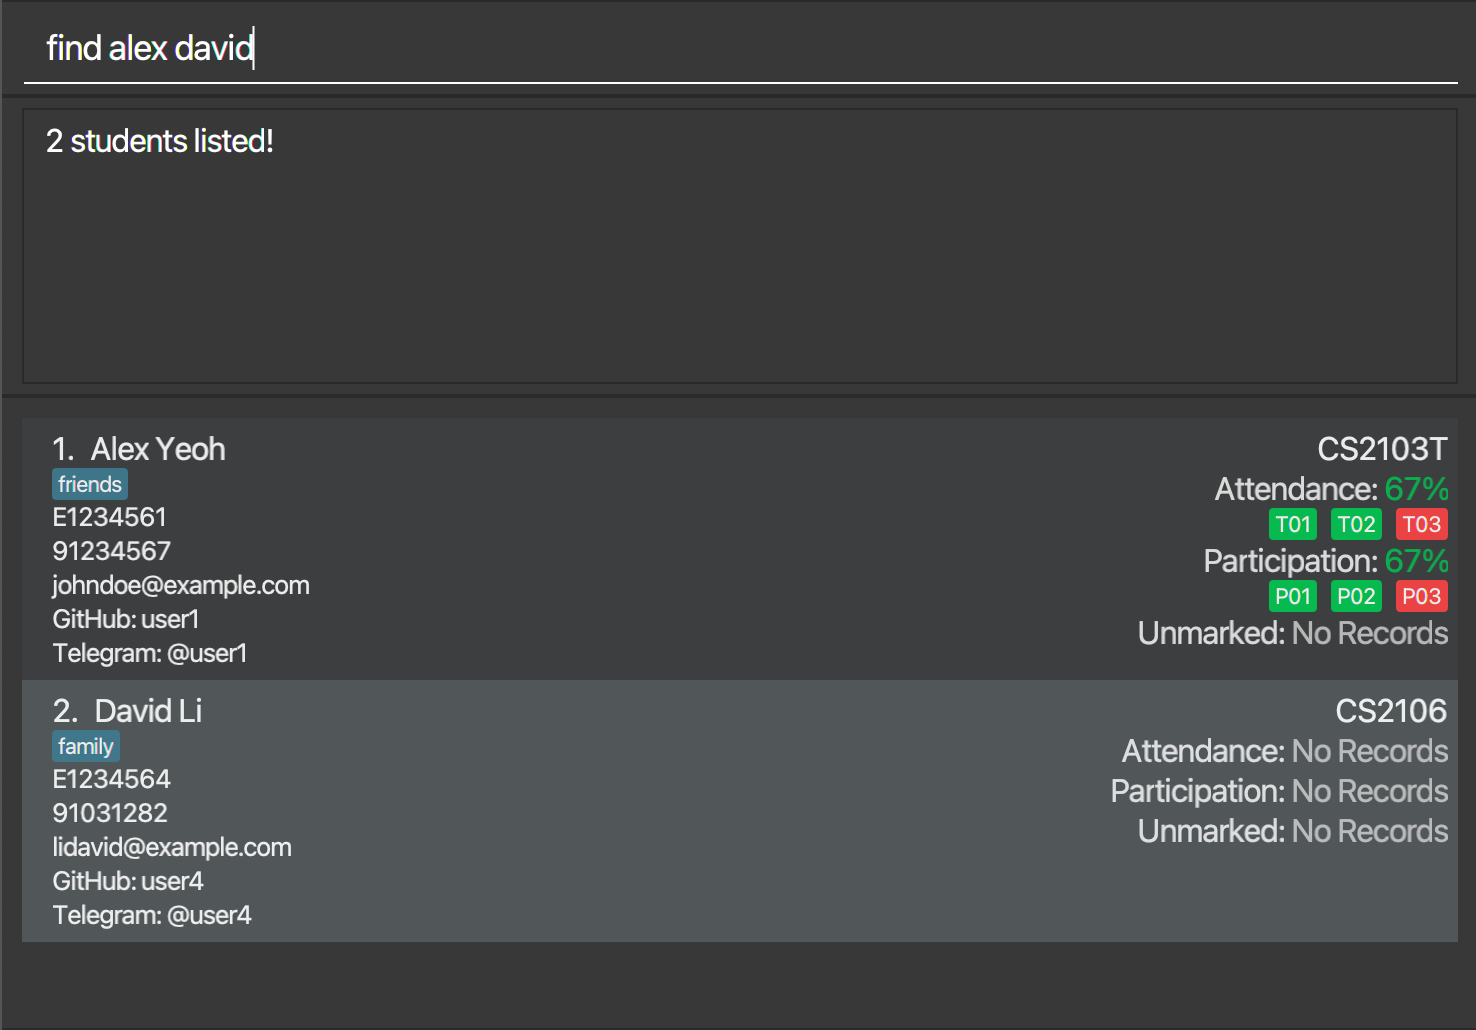 find alex david
2 students listed!
1. Alex Yeoh
friends
E1234561
91234567
johndoe@example.com
GitHub: user1
Telegram: @user1
CS2103T
Attendance: 67%
T01 T02 T03
Participation: 67%
P01 P02 P03
Unmarked: No Records
2. David Li
family
E1234564
91031282
lidavid@example.com
GitHub: user4
Telegram: @user4
CS2106
Attendance: No Records
Participation: No Records
Unmarked: No Records